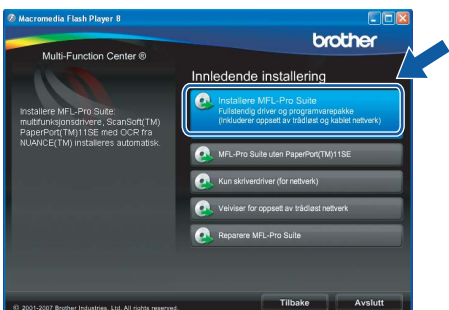 Macromedia Flash Player 8
brother
Multi-Function Center ®
Innledende installering
Installere MFL-Pro Suite
Fullstendig driver og programvarepakke
(Inkluderer oppsett av trådløst og kablet nettverk)
Installere MFL-Pro Suite:
multifunksjonsdrivere, ScanSoft(TM)
PaperPort(TM)11SE med OCR fra
NUANCE(TM) installeres automatisk.
MFL-Pro Suite uten PaperPort(TM)11SE
Kun skriverdriver (for nettverk)
Veiviser for oppsett av trådløst nettverk
Reparere MFL-Pro Suite
Tilbake
Avslutt
© 2001-2007 Brother Industries, Ltd. All rights reserved.